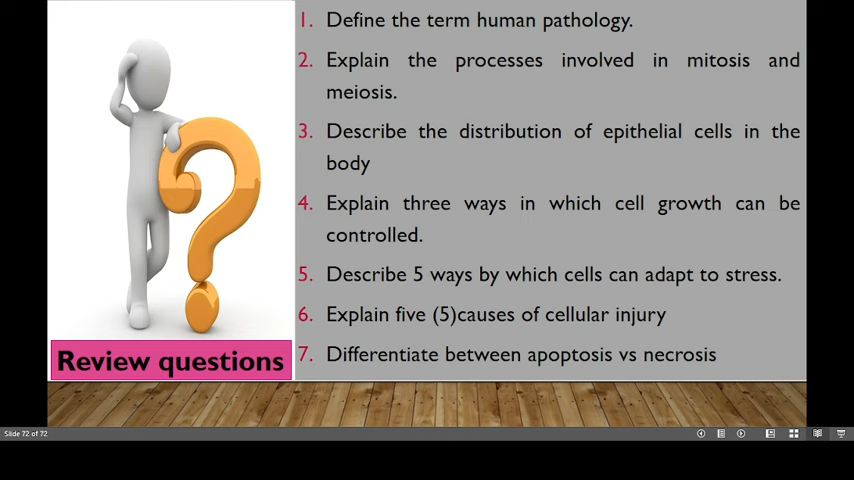 1. Define the term human pathology.
2. Explain the processes involved in mitosis and
meiosis.
3. Describe the distribution of epithelial cells in the
body
4. Explain three ways in which cell growth can be
controlled.
5. Describe 5 ways by which cells can adapt to stress.
6. Explain five (5)causes of cellular injury
7. Differentiate between apoptosis vs necrosis
Review questions
Slide 72 of 72